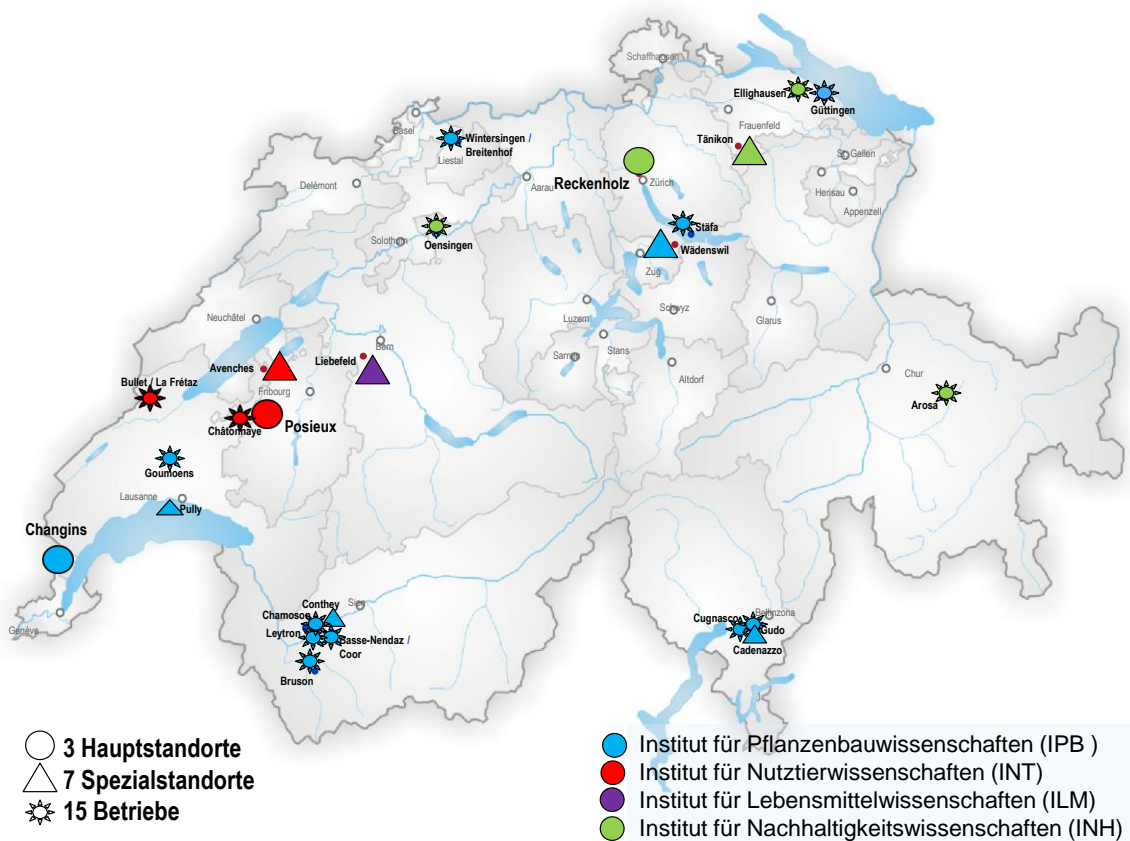 Schaffhausen
Ellighausen
Güttingen
Basel
Wintersingen /
Breitenhof
Liestal
Frauenfeld
Tänikon
St. Gallen
Herisau
Appenzell
Delémont
Aarau
Reckenholz
Zürich
Stäfa
Wädenswil
Solothurn
Oensingen
Zug
Neuchâtel
Luzern
Schwyz
Glarus
Bern
Liebefeld
Sarnen
Stans
Altdorf
Chur
Avenches
Fribourg
Bullet / La Frétaz
Arosa
Châtonnaye
Posieux
Goumoens
Lausanne
Pully
Changins
Conthey
Sion
Chamoson
Leytron
Basse-Nendaz /
Coor
Bruson
Genève
Bellinzona
Cugnasco
Gudo
Cadenazzo
3 Hauptstandorte
7 Spezialstandorte
15 Betriebe
Institut für Pflanzenbauwissenschaften (IPB )
Institut für Nutztierwissenschaften (INT)
Institut für Lebensmittelwissenschaften (ILM)
Institut für Nachhaltigkeitswissenschaften (INH)